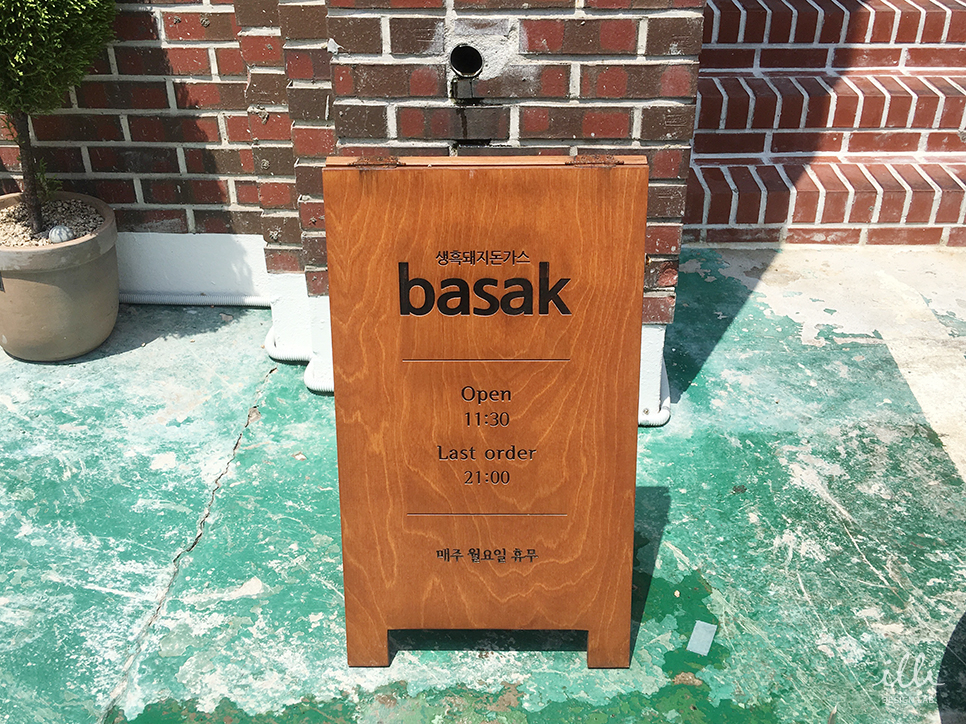 생흑돼지돈가스
basak
Open
11:30
Last order
21:00
매주 월요일 휴무